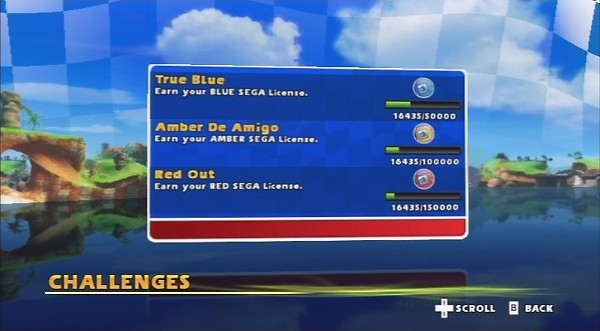 True Blue
Earn your BLUE SEGA License.
16435/50000
Amber De Amigo
Earn your AMBER SEGA License.
16435/100000
Red Out
Earn your RED SEGA License.
16435/150000
CHALLENGES
SCROLL B BACK